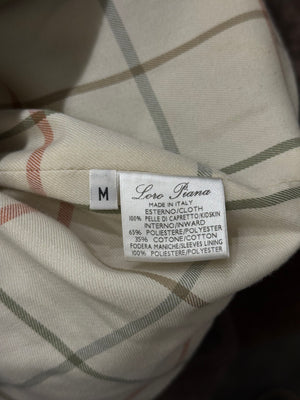 M
Loro Piana
MADE IN ITALY
ESTERNO/CLOTH
100% PELLE DI CAPRETTO/KIDSKIN
INTERNO/INWARD
65% POLIESTERE/POLYESTER
35% COTONE/COTTON
FODERA MANICHE/SLEEVES LINING
100% POLIESTERE/POLYESTER